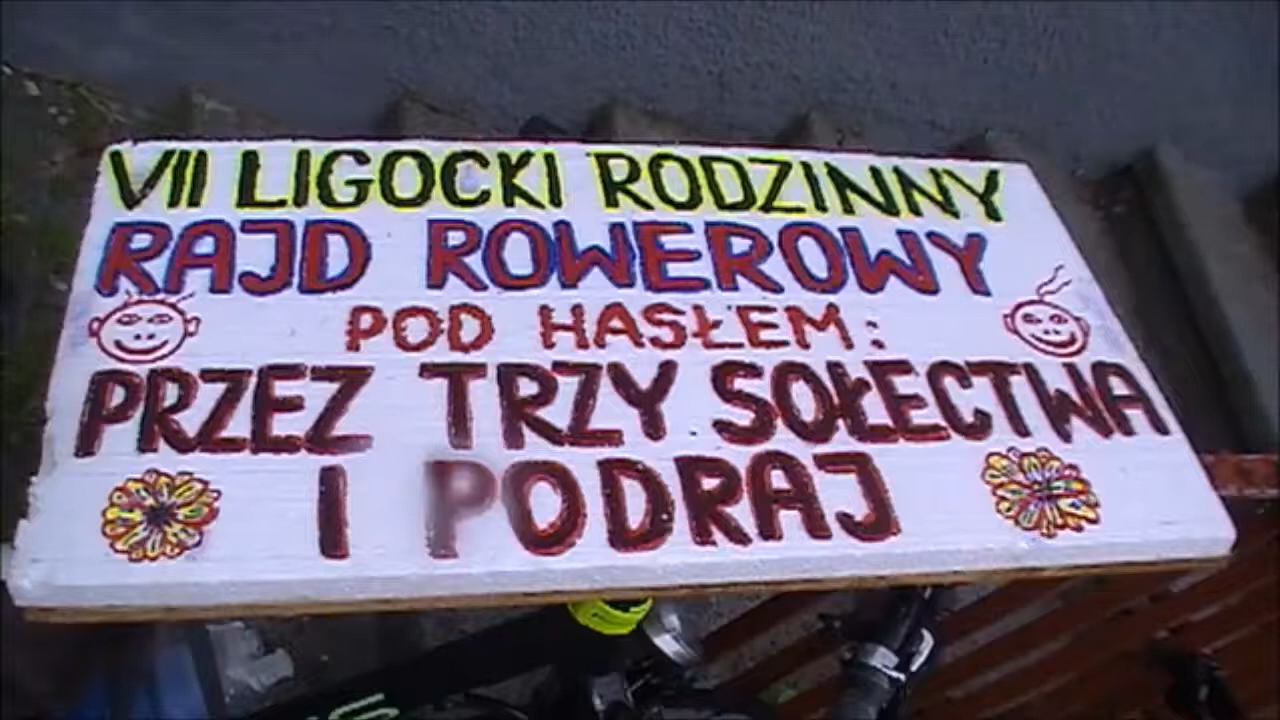 VII LIGOCKI RODZINNY
RAJD ROWEROWY
POD HASŁEM:
PRZEZ TRZY SOŁECTWA
I PODRAJ